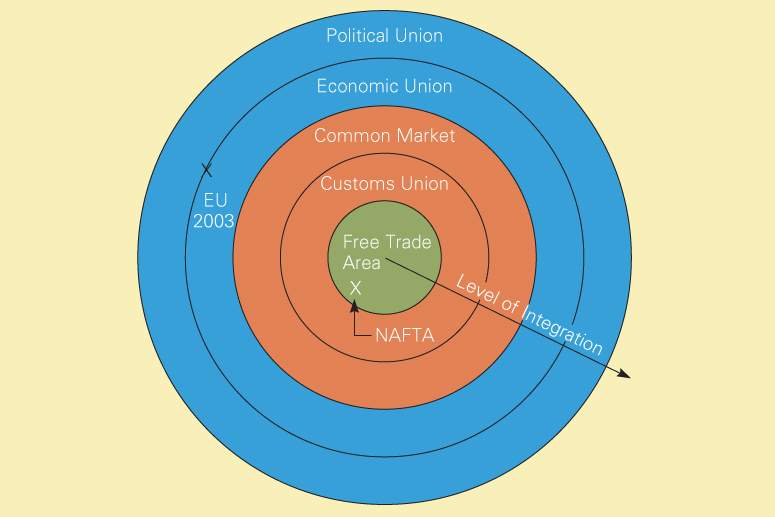 Political Union
Economic Union
Common Market
Customs Union
X
EU
2003
Free Trade
Area
X
Level of Integration
NAFTA